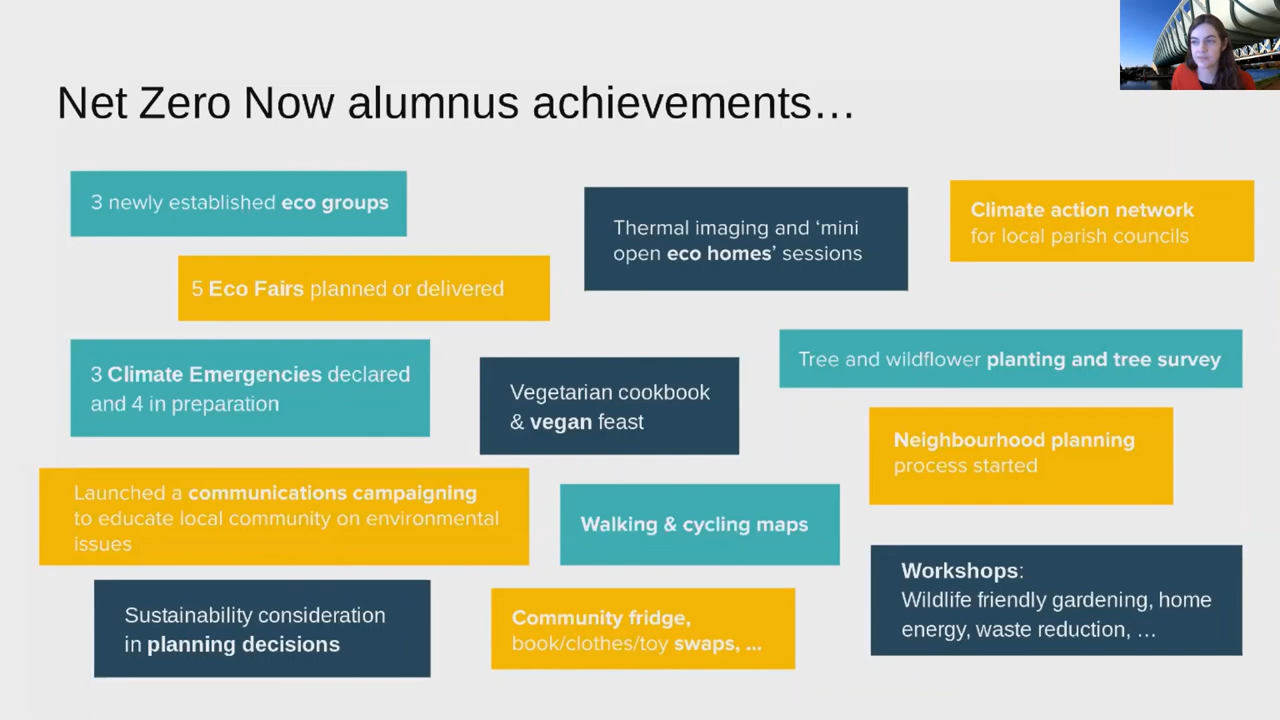 Net Zero Now alumnus achievements…
3 newly established eco groups
Thermal imaging and ‘mini
open eco homes’ sessions
Climate action network
for local parish councils
5 Eco Fairs planned or delivered
3 Climate Emergencies declared
and 4 in preparation
Vegetarian cookbook
& vegan feast
Tree and wildflower planting and tree survey
Neighbourhood planning
process started
Launched a communications campaigning
to educate local community on environmental
issues
Walking & cycling maps
Workshops:
Wildlife friendly gardening, home
energy, waste reduction, …
Sustainability consideration
in planning decisions
Community fridge,
book/clothes/toy swaps, ...